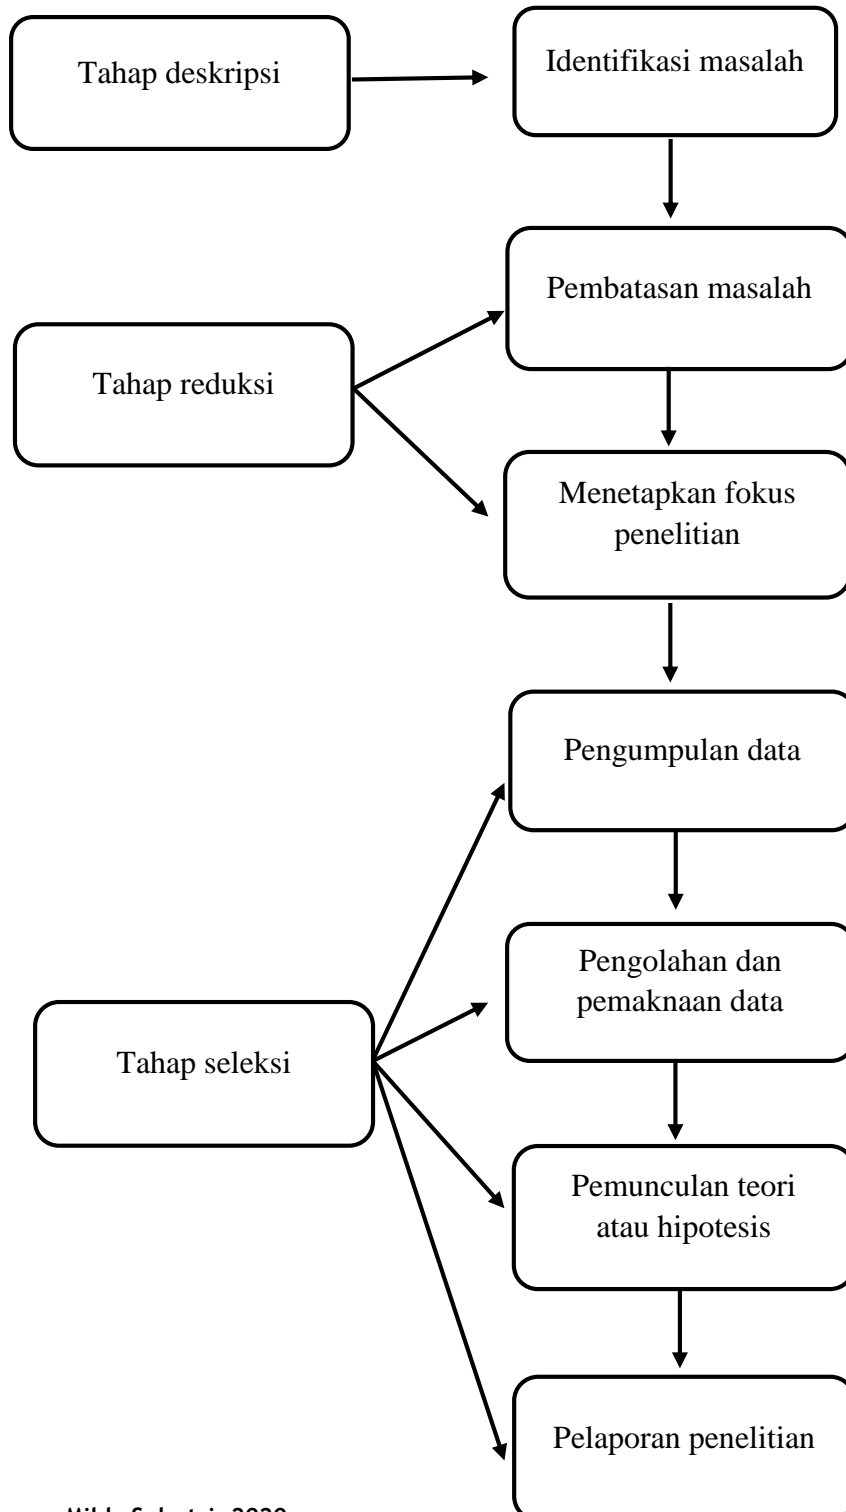 Tahap deskripsi
Identifikasi masalah
Pembatasan masalah
Tahap reduksi
Menetapkan fokus
penelitian
Pengumpulan data
Pengolahan dan
pemaknaan data
Tahap seleksi
Pemunculan teori
atau hipotesis
Pelaporan penelitian